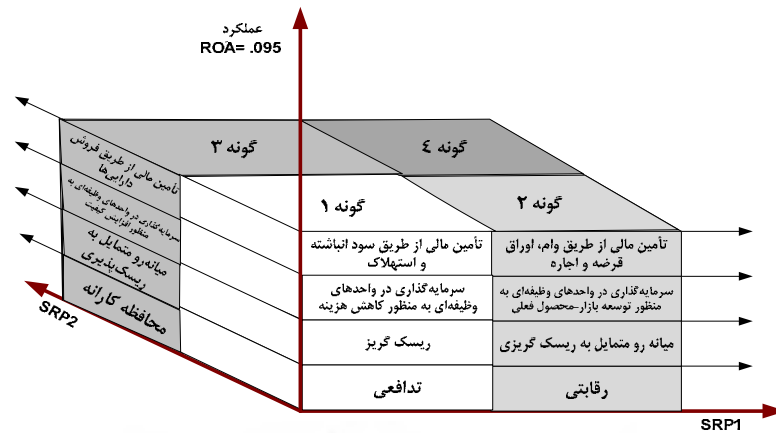 عملکرد
ROA= .095
گونه ۳
گونه ٤
گونه ۱
گونه ۲
تأمین مالی از طریق فروش
دارایی‌ها
سرمایه‌گذاری در واحدهای وظیفه‌ای به
منظور افزایش کیفیت
میانه‌رو متمایل به
ریسک‌پذیری
محافظه کارانه
تأمین مالی از طریق سود انباشته
و استهلاک
سرمایه‌گذاری در واحدهای
وظیفه‌ای به منظور کاهش هزینه
ریسک گریز
تدافعی
تأمین مالی از طریق وام، اوراق
قرضه و اجاره
سرمایه‌گذاری در واحدهای وظیفه‌ای به
منظور توسعه بازار-محصول فعلی
میانه رو متمایل به ریسک گریزی
رقابتی
SRP2
SRP1